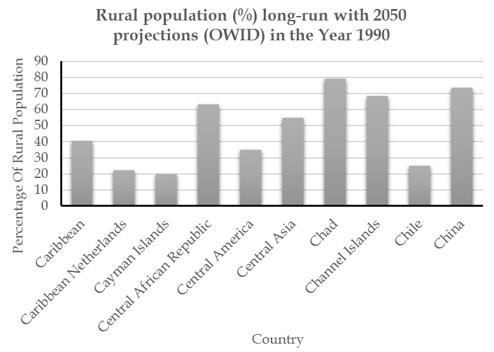 Rural population (%) long-run with 2050
projections (OWID) in the Year 1990
Percentage Of Rural Population
90
80
70
60
50
40
30
20
10
0
Caribbean
Caribbean Netherlands
Cayman Islands
Central African Republic
Central America
Central Asia
Chad
Channel Islands
Chile
China
Country